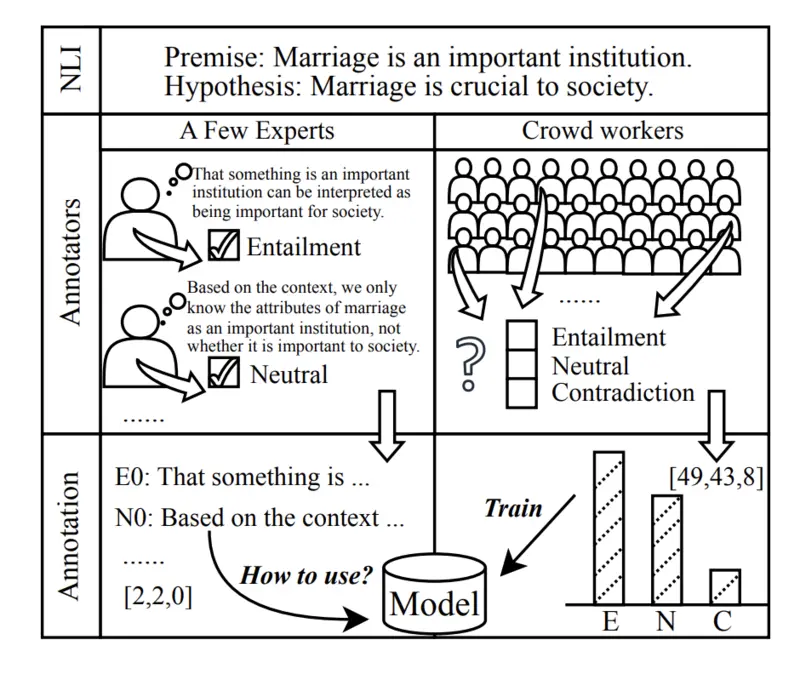 NLI
Premise: Marriage is an important institution.
Hypothesis: Marriage is crucial to society.
Annotators
A Few Experts
That something is an important
institution can be interpreted as
being important for society.
Entailment
Based on the context, we only
know the attributes of marriage
as an important institution, not
whether it is important to society.
Neutral
......
Crowd workers
......
?
Entailment
Neutral
Contradiction
Annotation
E0: That something is ...
N0: Based on the context ...
......
[2,2,0]
How to use?
Model
Train
[49,43,8]
E N C